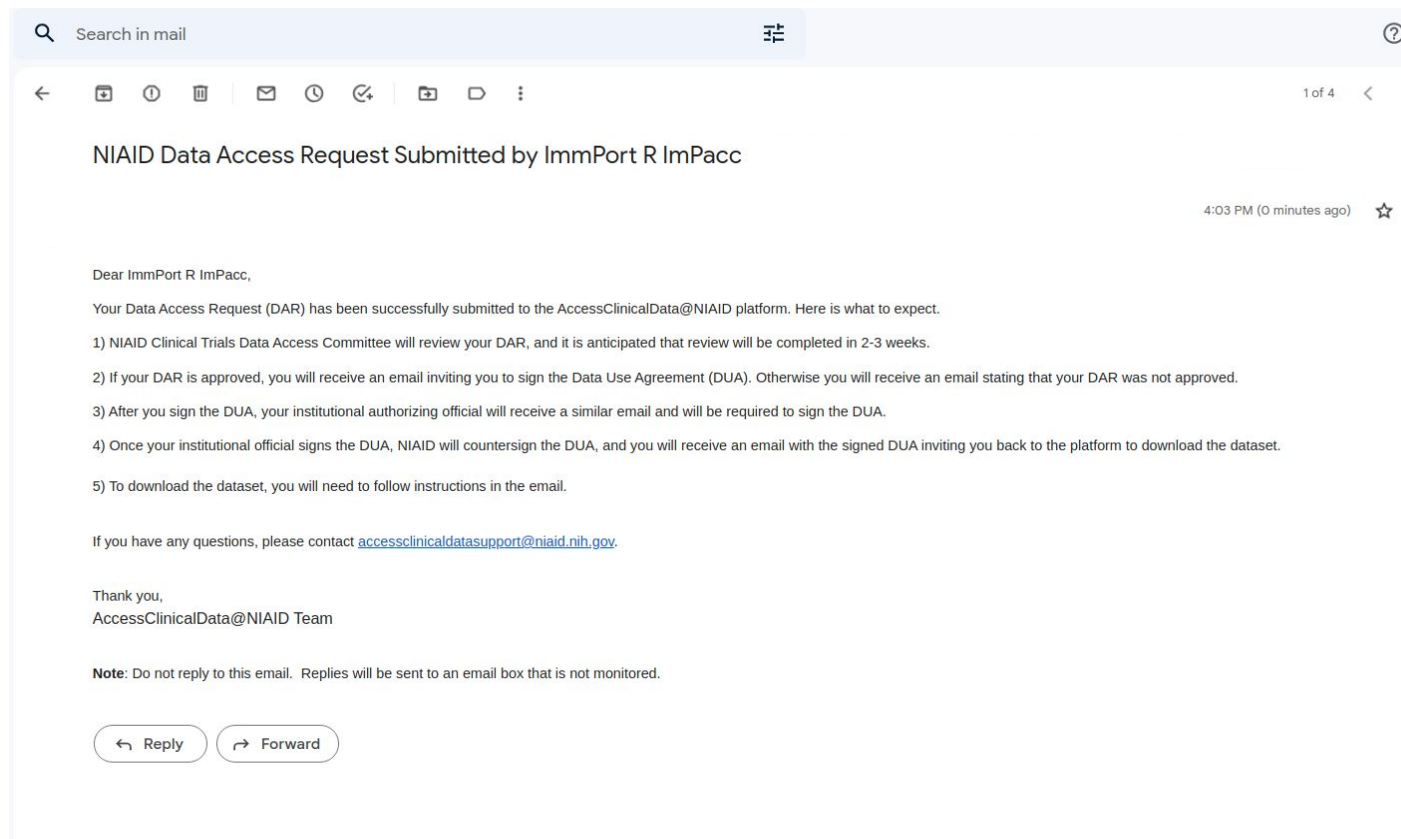 Search in mail
1 of 4
NIAID Data Access Request Submitted by ImmPort R ImPacc
4:03 PM (0 minutes ago)
Dear ImmPort R ImPacc,
Your Data Access Request (DAR) has been successfully submitted to the AccessClinicalData@NIAID platform. Here is what to expect.
1) NIAID Clinical Trials Data Access Committee will review your DAR, and it is anticipated that review will be completed in 2-3 weeks.
2) If your DAR is approved, you will receive an email inviting you to sign the Data Use Agreement (DUA). Otherwise you will receive an email stating that your DAR was not approved.
3) After you sign the DUA, your institutional authorizing official will receive a similar email and will be required to sign the DUA.
4) Once your institutional official signs the DUA, NIAID will countersign the DUA, and you will receive an email with the signed DUA inviting you back to the platform to download the dataset.
5) To download the dataset, you will need to follow instructions in the email.
If you have any questions, please contact accessclinicaldatasupport@niaid.nih.gov.
Thank you,
AccessClinicalData@NIAID Team
Note: Do not reply to this email.  Replies will be sent to an email box that is not monitored.
Reply
Forward